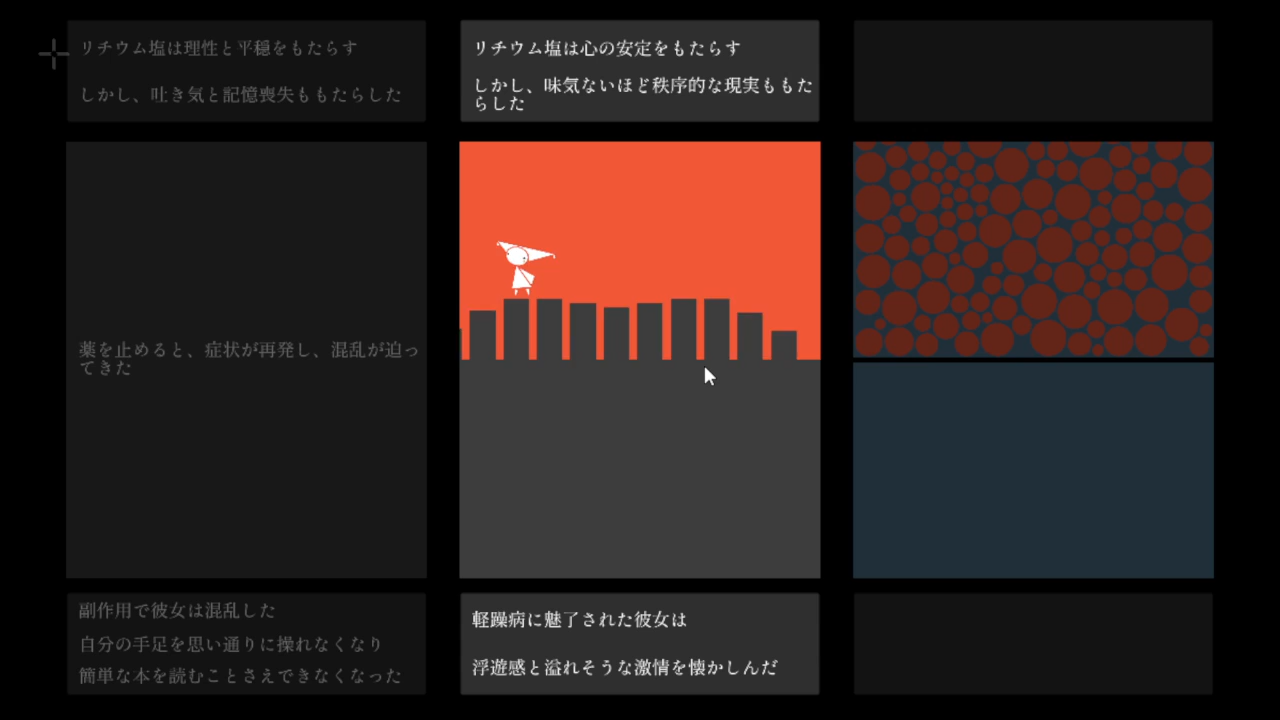 リチウム塩は理性と平穏をもたらす
しかし、吐き気と記憶喪失ももたらした
薬を止めると、症状が再発し、混乱が迫っ
てきた
副作用で彼女は混乱した
自分の手足を思い通りに操れなくなり
簡単な本を読むことさえできなくなった
リチウム塩は心の安定をもたらす
しかし、味気ないほど秩序的な現実ももた
らした
軽躁病に魅了された彼女は
浮遊感と溢れそうな激情を懐かしんだ